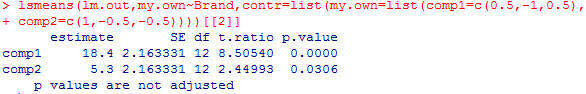 > lsmeans(lm.out,my.own~Brand,contr=list(my.own=list(comp1=c(0.5,-1,0.5),
+ comp2=c(1,-0.5,-0.5))))[[2]]
estimate SE df t.ratio p.value
comp1 18.4 2.163331 12 8.50540 0.0000
comp2 5.3 2.163331 12 2.44993 0.0306
p values are not adjusted